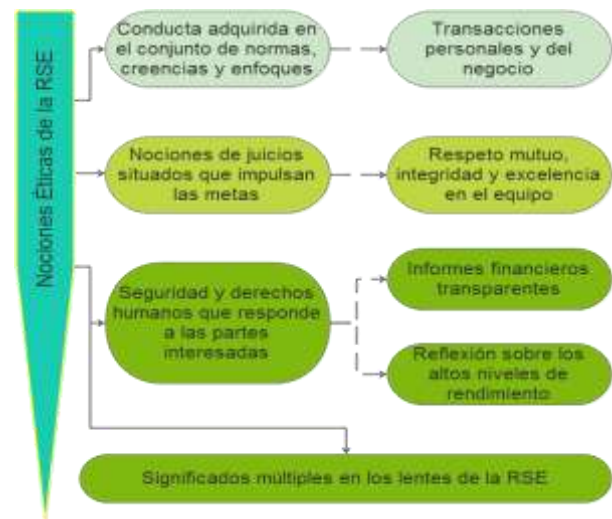 Nociones Éticas de la RSE
Conducta adquirida en
el conjunto de normas,
creencias y enfoques
Transacciones
personales y del
negocio
Nociones de juicios
situados que impulsan
las metas
Respeto mutuo,
integridad y excelencia
en el equipo
Seguridad y derechos
humanos que responde
a las partes
interesadas
Informes financieros
transparentes
Reflexión sobre los
altos niveles de
rendimiento
Significados múltiples en los lentes de la RSE